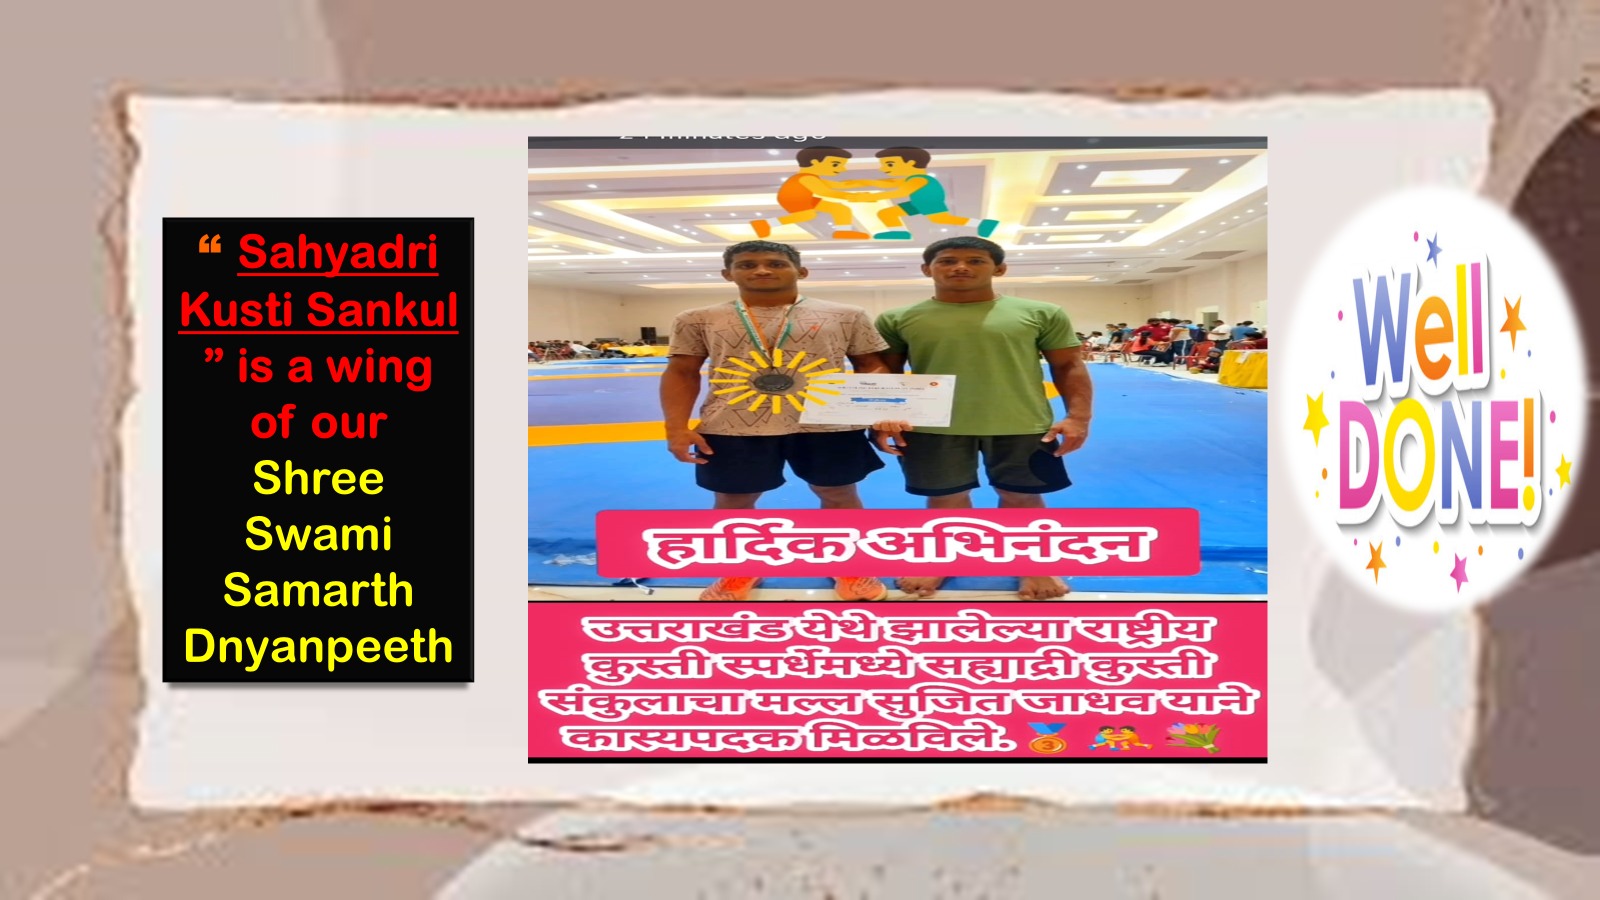 “ Sahyadri
Kusti Sankul
” is a wing
of our
Shree
Swami
Samarth
Dnyanpeeth
हार्दिक अभिनंदन
उत्तराखंड येथे झालेल्या राष्ट्रीय
कुस्ती स्पर्धेमध्ये सह्याद्री कुस्ती
संकुलाचा मल्ल सुजित जाधव याने
कास्यपदक मिळविले.
3
Well
DONE!